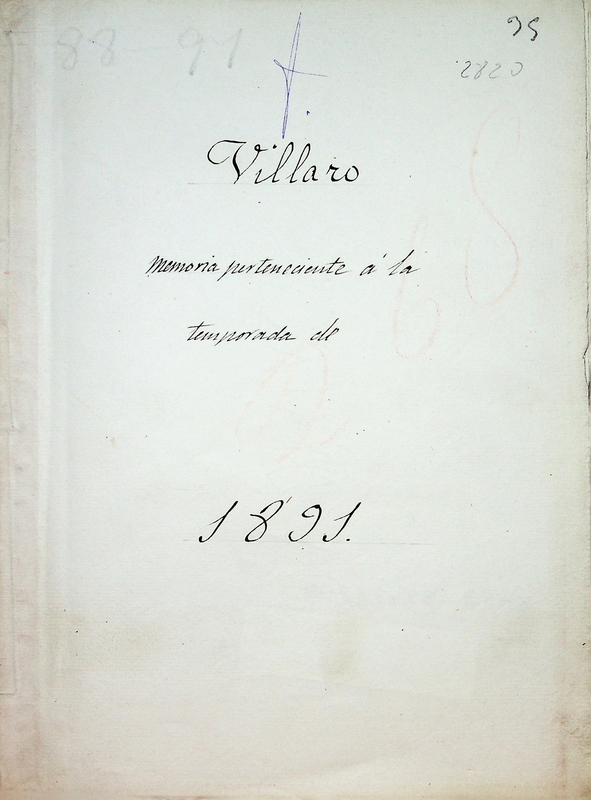 88-91
95
2820
Villaro
Memoria perteneciente á la
temporada de
1891.